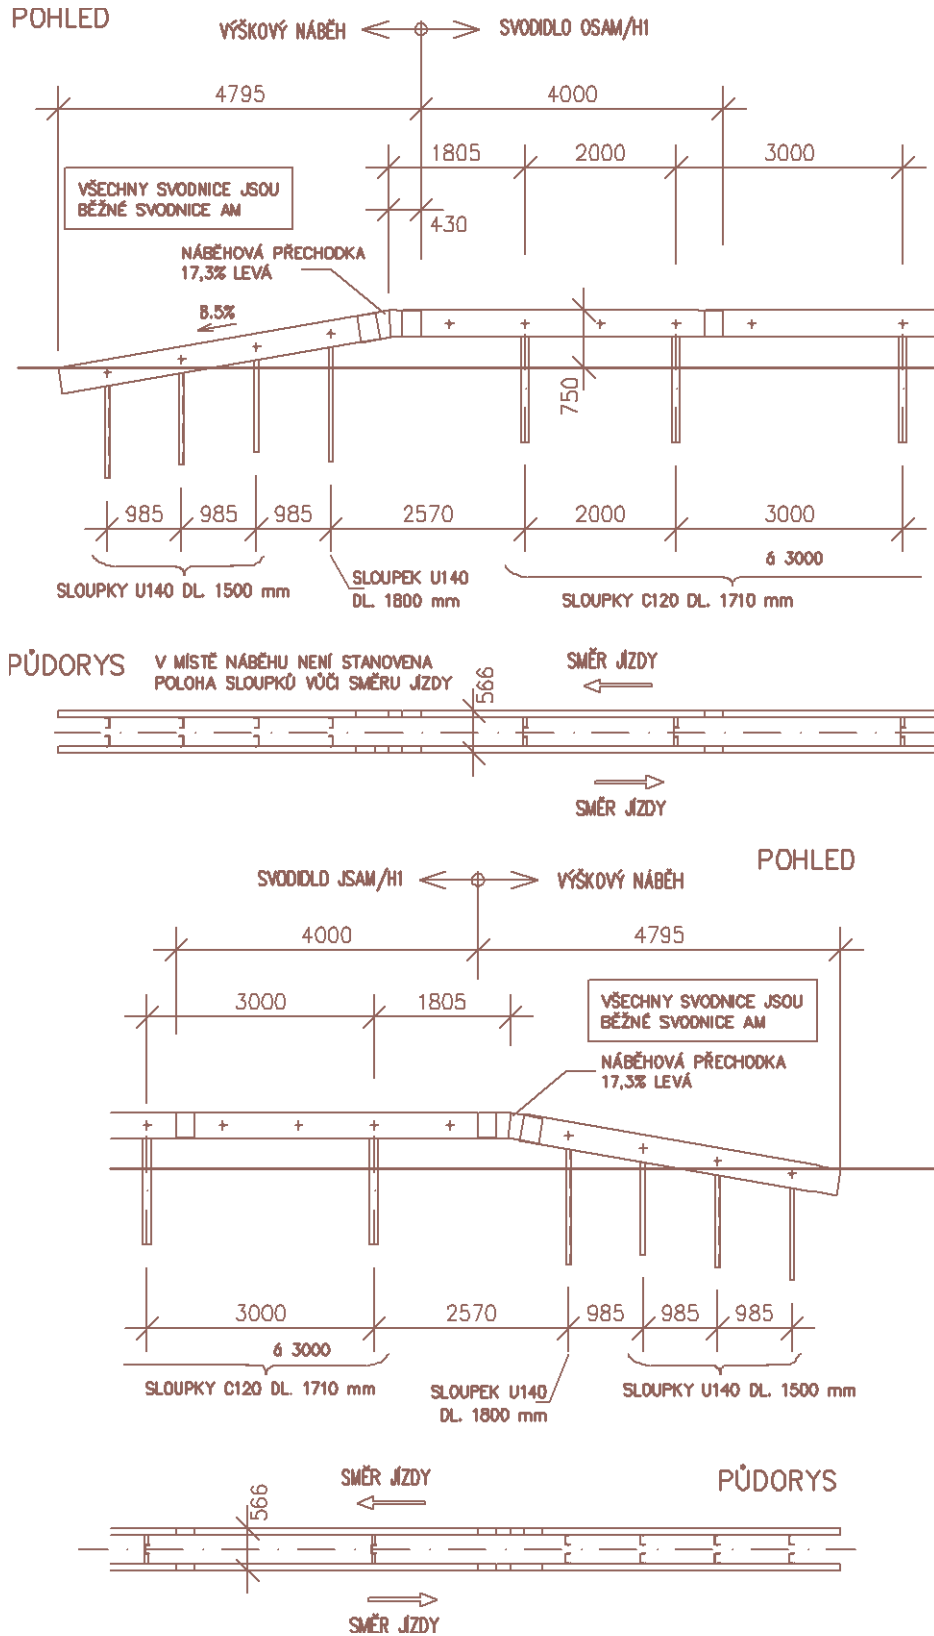 POHLED
VÝŠKOVÝ NÁBĚH
SVODIDLO OSAM/H1
4795
4000
1805
2000
3000
VŠECHNY SVODNICE JSOU
BĚŽNÉ SVODNICE AM
430
NÁBĚHOVÁ PŘECHODKA
17,3% LEVÁ
8.5%
750
985
985
985
2570
2000
3000
á 3000
SLOUPKY U140 DL. 1500 mm
SLOUPEK U140
DL. 1800 mm
SLOUPKY C120 DL. 1710 mm
PŮDORYS
V MÍSTĚ NÁBĚHU NENÍ STANOVENA
POLOHA SLOUPKŮ VŮČI SMĚRU JÍZDY
566
SMĚR JÍZDY
SMĚR JÍZDY
POHLED
SVODIDLO JSAM/H1
VÝŠKOVÝ NÁBĚH
4000
4795
3000
1805
VŠECHNY SVODNICE JSOU
BĚŽNÉ SVODNICE AM
NÁBĚHOVÁ PŘECHODKA
17,3% LEVÁ
3000
2570
985
985
985
á 3000
SLOUPKY C120 DL. 1710 mm
SLOUPEK U140
DL. 1800 mm
SLOUPKY U140 DL. 1500 mm
SMĚR JÍZDY
PŮDORYS
566
SMĚR JÍZDY